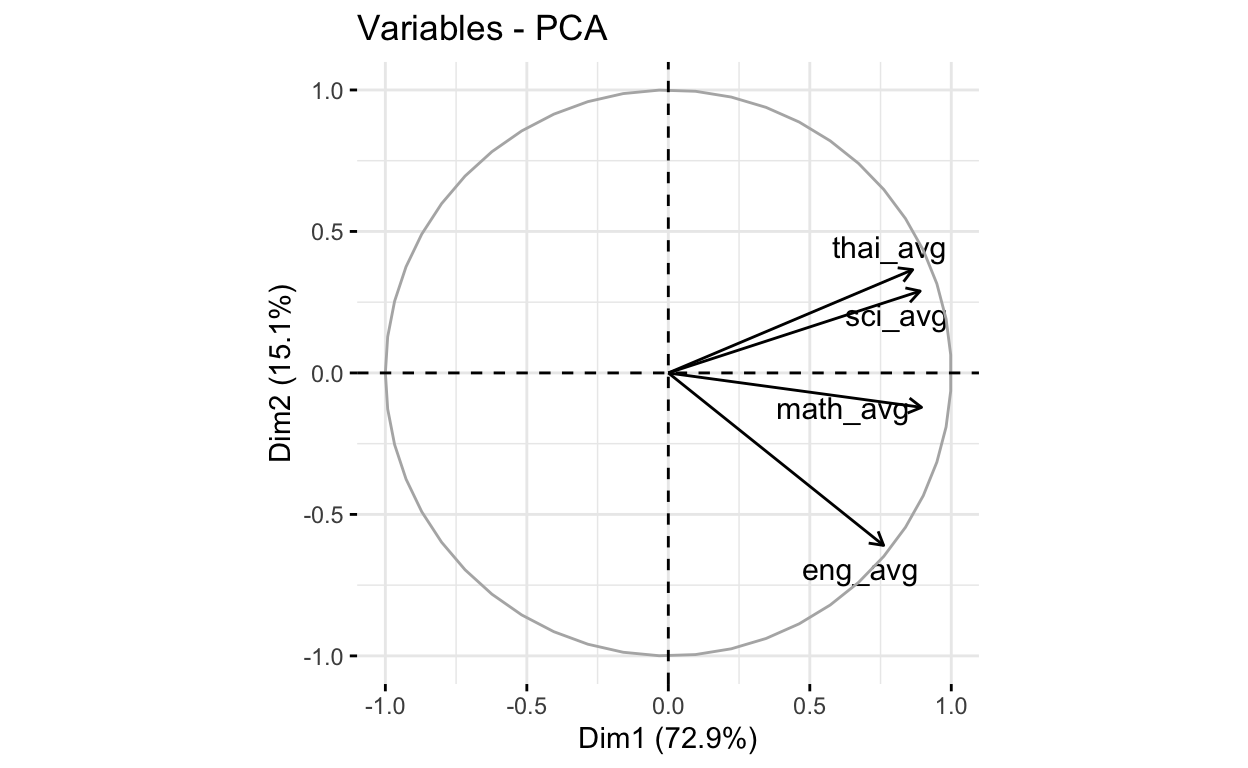 Variables - PCA
1.0
0.5
0.0
-0.5
-1.0
Dim2 (15.1%)
thai_avg
sci_avg
math_avg
eng_avg
-1.0
-0.5
0.0
0.5
1.0
Dim1 (72.9%)